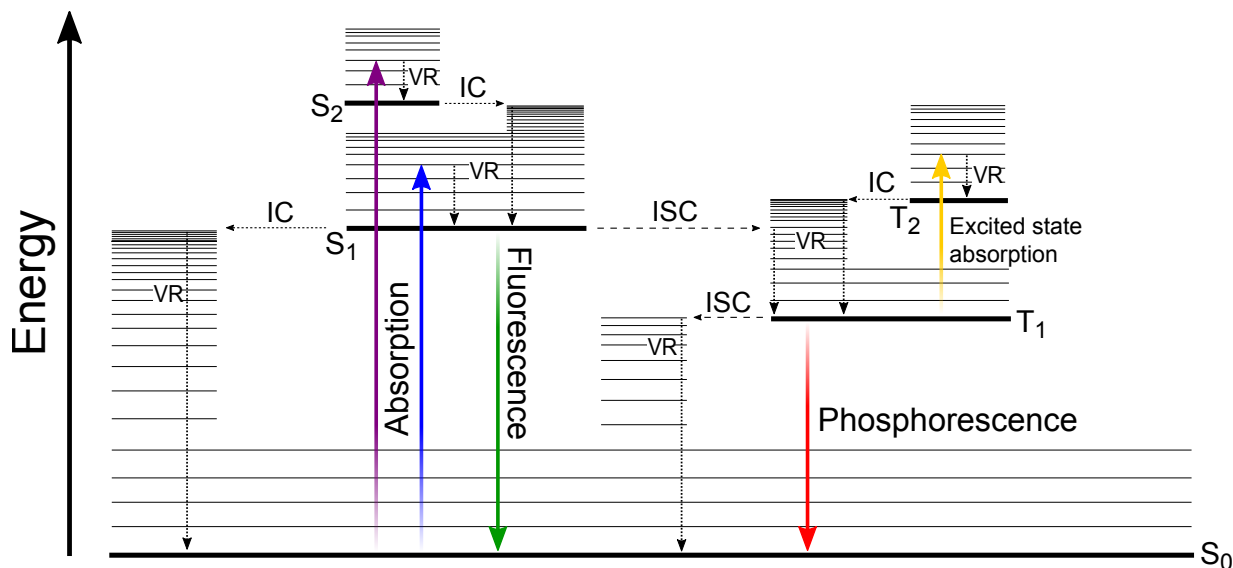 VR
IC
S2
VR
IC
VR
T2
IC
S1
ISC
VR
Excited state
absorption
VR
ISC
T1
VR
Energy
Absorption
Fluorescence
Phosphorescence
S0